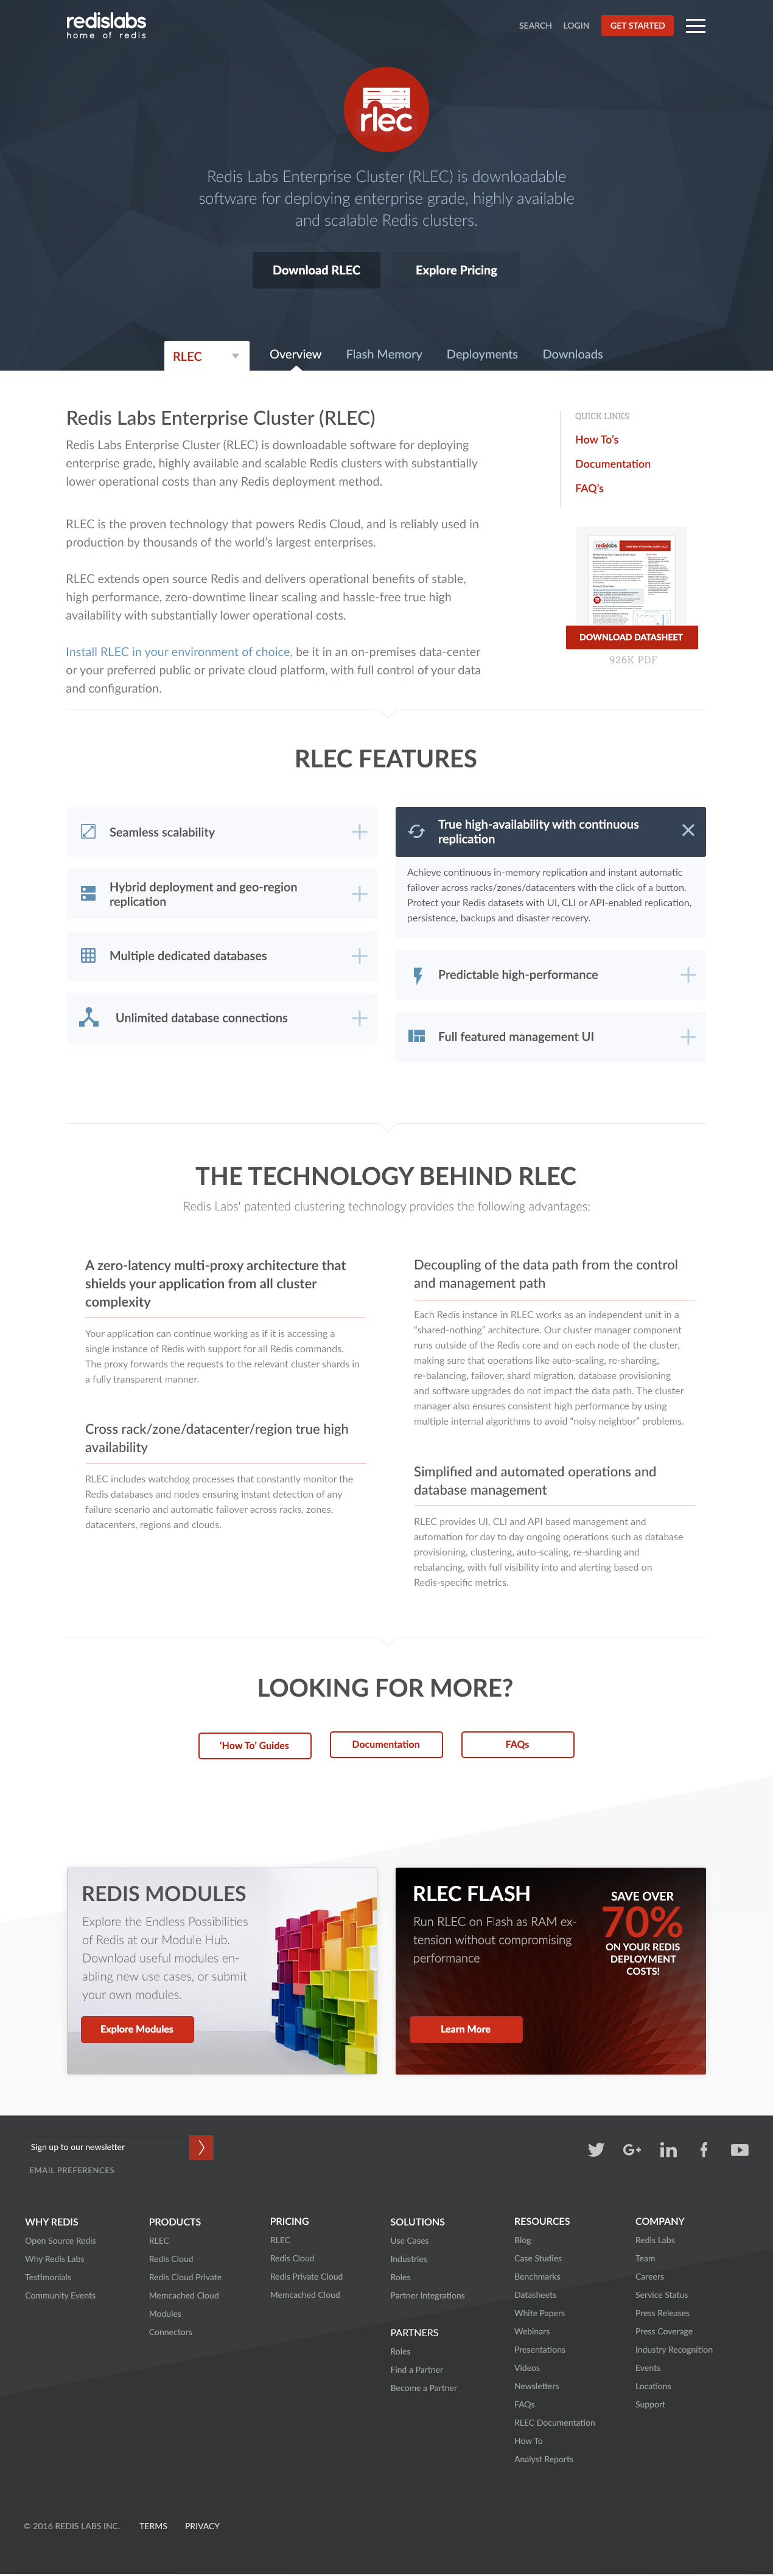 redislabs
home of redis
SEARCH LOGIN GET STARTED
rlec
Redis Labs Enterprise Cluster (RLEC) is downloadable
software for deploying enterprise grade, highly available
and scalable Redis clusters.
Download RLEC Explore Pricing
RLEC Overview Flash Memory Deployments Downloads
Redis Labs Enterprise Cluster (RLEC)
Redis Labs Enterprise Cluster (RLEC) is downloadable software for deploying
enterprise grade, highly available and scalable Redis clusters with substantially
lower operational costs than any Redis deployment method.
RLEC is the proven technology that powers Redis Cloud, and is reliably used in
production by thousands of the world's largest enterprises.
RLEC extends open source Redis and delivers operational benefits of stable,
high performance, zero-downtime linear scaling and hassle-free true high
availability with substantially lower operational costs.
Install RLEC in your environment of choice, be it in an on-premises data-center
or your preferred public or private cloud platform, with full control of your data
and configuration.
QUICK LINKS
How To's
Documentation
FAQ's
redislabs
DOWNLOAD DATASHEET
926K PDF
RLEC FEATURES
Seamless scalability
Hybrid deployment and geo-region
replication
Multiple dedicated databases
Unlimited database connections
True high-availability with continuous
replication
Achieve continuous in-memory replication and instant automatic
failover across racks/zones/datacenters with the click of a button.
Protect your Redis datasets with UI, CLI or API-enabled replication,
persistence, backups and disaster recovery.
Predictable high-performance
Full featured management UI
THE TECHNOLOGY BEHIND RLEC
Redis Labs' patented clustering technology provides the following advantages:
A zero-latency multi-proxy architecture that
shields your application from all cluster
complexity
Your application can continue working as if it is accessing a
single instance of Redis with support for all Redis commands.
The proxy forwards the requests to the relevant cluster shards in
a fully transparent manner.
Cross rack/zone/datacenter/region true high
availability
RLEC includes watchdog processes that constantly monitor the
Redis databases and nodes ensuring instant detection of any
failure scenario and automatic failover across racks, zones,
datacenters, regions and clouds.
Decoupling of the data path from the control
and management path
Each Redis instance in RLEC works as an independent unit in a
“shared-nothing” architecture. Our cluster manager component
runs outside of the Redis core and on each node of the cluster,
making sure that operations like auto-scaling, re-sharding,
re-balancing, failover, shard migration, database provisioning
and software upgrades do not impact the data path. The cluster
manager also ensures consistent high performance by using
multiple internal algorithms to avoid “noisy neighbor” problems.
Simplified and automated operations and
database management
RLEC provides UI, CLI and API based management and
automation for day to day ongoing operations such as database
provisioning, clustering, auto-scaling, re-sharding and
rebalancing, with full visibility into and alerting based on
Redis-specific metrics.
LOOKING FOR MORE?
‘How To’ Guides Documentation FAQs
REDIS MODULES
Explore the Endless Possibilities
of Redis at our Module Hub.
Download useful modules en-
abling new use cases, or submit
your own modules.
Explore Modules
RLEC FLASH
Run RLEC on Flash as RAM ex-
tension without compromising
performance
Learn More
SAVE OVER
70%
ON YOUR REDIS
DEPLOYMENT
COSTS!
Sign up to our newsletter
EMAIL PREFERENCES
WHY REDIS
Open Source Redis
Why Redis Labs
Testimonials
Community Events
PRODUCTS
RLEC
Redis Cloud
Redis Cloud Private
Memcached Cloud
Modules
Connectors
PRICING
RLEC
Redis Cloud
Redis Private Cloud
Memcached Cloud
SOLUTIONS
Use Cases
Industries
Roles
Partner Integrations
PARTNERS
Roles
Find a Partner
Become a Partner
RESOURCES
Blog
Case Studies
Benchmarks
Datasheets
White Papers
Webinars
Presentations
Videos
Newsletters
FAQs
RLEC Documentation
How To
Analyst Reports
COMPANY
Redis Labs
Team
Careers
Service Status
Press Releases
Press Coverage
Industry Recognition
Events
Locations
Support
© 2016 REDIS LABS INC. TERMS PRIVACY